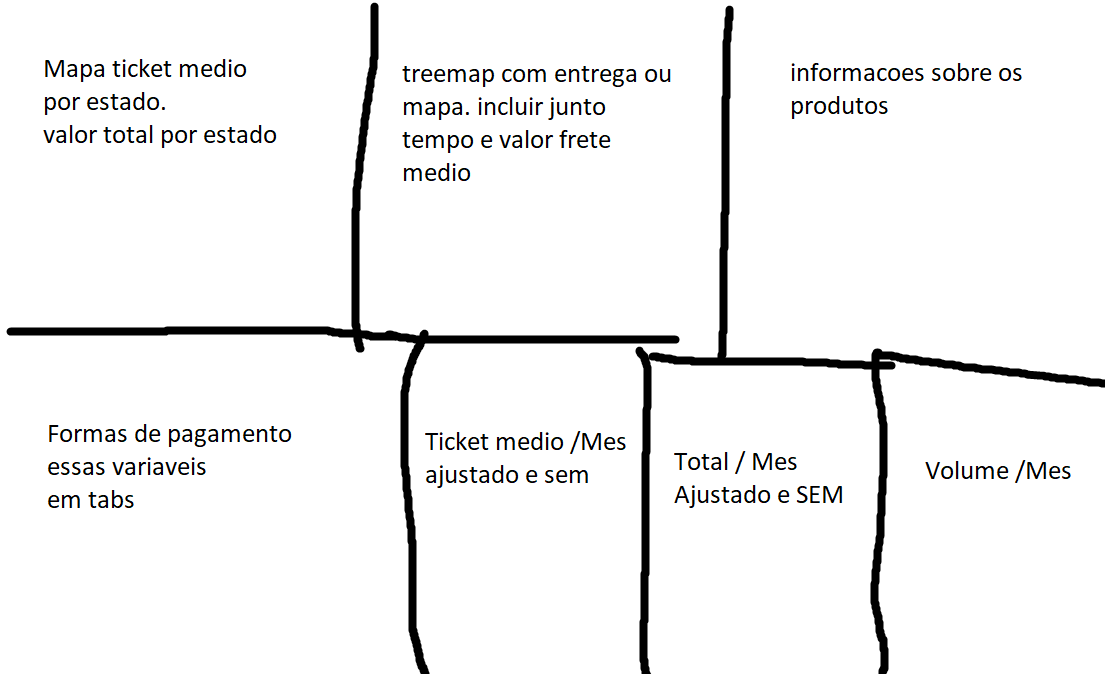 Mapa ticket medio
por estado.
valor total por estado
treemap com entrega ou
mapa. incluir junto
tempo e valor frete
medio
informacoes sobre os
produtos
Formas de pagamento
essas variaveis
em tabs
Ticket medio /Mes
ajustado e sem
Total / Mes
Ajustado e SEM
Volume /Mes